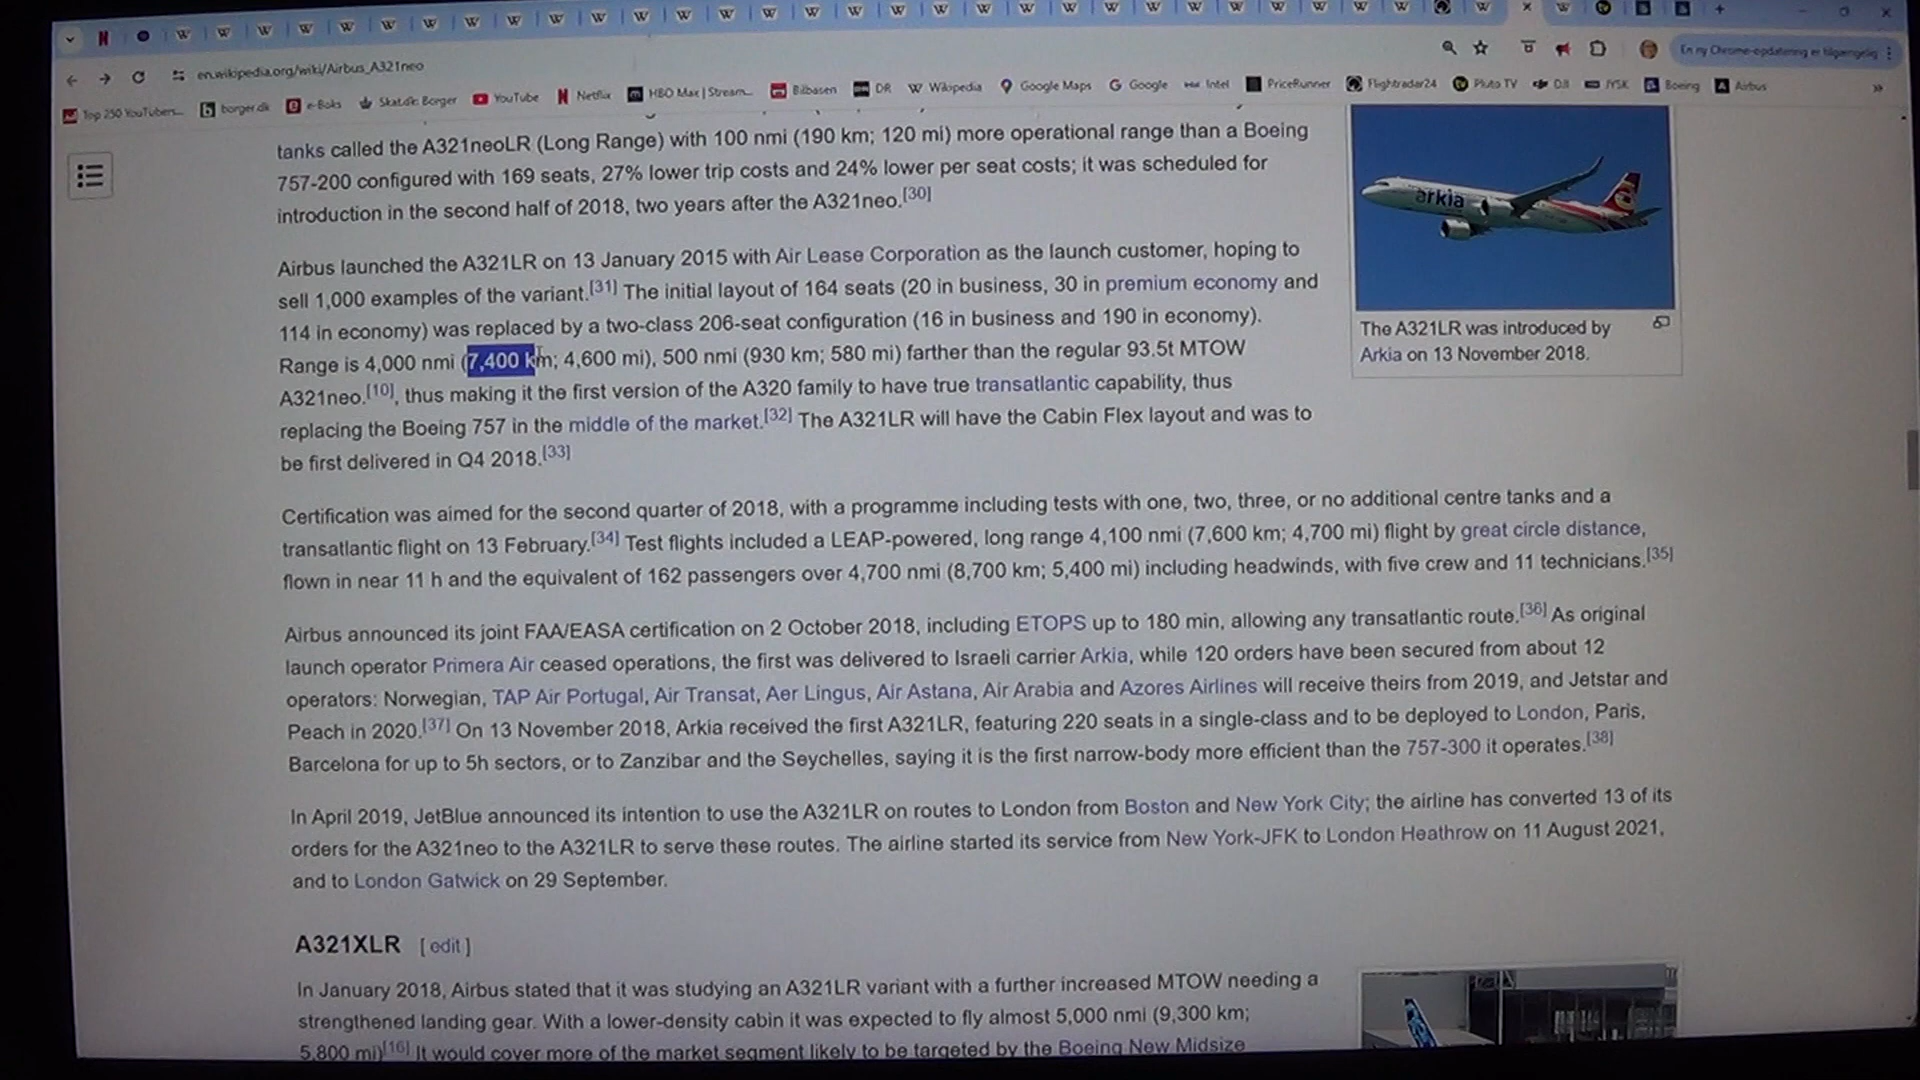 en.wikipedia.org/wiki/Airbus_A321neo
En ny Chrome-opdatering er tilgængelig
Top 250 YouTubers...
borger.dk
e-Boks
Skat.dk: Borger
YouTube
Netflix
HBO Max | Stream...
Bilbasen
DR
Wikipedia
Google Maps
Google
Intel
PriceRunner
Flightradar24
Pluto TV
DJI
JYSK
Boeing
Airbus
tanks called the A321neoLR (Long Range) with 100 nmi (190 km; 120 mi) more operational range than a Boeing
757-200 configured with 169 seats, 27% lower trip costs and 24% lower per seat costs; it was scheduled for
introduction in the second half of 2018, two years after the A321neo.[30]
Airbus launched the A321LR on 13 January 2015 with Air Lease Corporation as the launch customer, hoping to
sell 1,000 examples of the variant.[31] The initial layout of 164 seats (20 in business, 30 in premium economy and
114 in economy) was replaced by a two-class 206-seat configuration (16 in business and 190 in economy).
Range is 4,000 nmi (7,400 km; 4,600 mi), 500 nmi (930 km; 580 mi) farther than the regular 93.5t MTOW
A321neo.[10], thus making it the first version of the A320 family to have true transatlantic capability, thus
replacing the Boeing 757 in the middle of the market.[32] The A321LR will have the Cabin Flex layout and was to
be first delivered in Q4 2018.[33]
arkia
The A321LR was introduced by
Arkia on 13 November 2018.
Certification was aimed for the second quarter of 2018, with a programme including tests with one, two, three, or no additional centre tanks and a
transatlantic flight on 13 February.[34] Test flights included a LEAP-powered, long range 4,100 nmi (7,600 km; 4,700 mi) flight by great circle distance,
flown in near 11 h and the equivalent of 162 passengers over 4,700 nmi (8,700 km; 5,400 mi) including headwinds, with five crew and 11 technicians.[35]
Airbus announced its joint FAA/EASA certification on 2 October 2018, including ETOPS up to 180 min, allowing any transatlantic route.[36] As original
launch operator Primera Air ceased operations, the first was delivered to Israeli carrier Arkia, while 120 orders have been secured from about 12
operators: Norwegian, TAP Air Portugal, Air Transat, Aer Lingus, Air Astana, Air Arabia and Azores Airlines will receive theirs from 2019, and Jetstar and
Peach in 2020.[37] On 13 November 2018, Arkia received the first A321LR, featuring 220 seats in a single-class and to be deployed to London, Paris,
Barcelona for up to 5h sectors, or to Zanzibar and the Seychelles, saying it is the first narrow-body more efficient than the 757-300 it operates.[38]
In April 2019, JetBlue announced its intention to use the A321LR on routes to London from Boston and New York City; the airline has converted 13 of its
orders for the A321neo to the A321LR to serve these routes. The airline started its service from New York-JFK to London Heathrow on 11 August 2021,
and to London Gatwick on 29 September.
A321XLR [ edit ]
In January 2018, Airbus stated that it was studying an A321LR variant with a further increased MTOW needing a
strengthened landing gear. With a lower-density cabin it was expected to fly almost 5,000 nmi (9,300 km;
5,800 mi)[16] It would cover more of the market segment likely to be targeted by the Boeing New Midsize